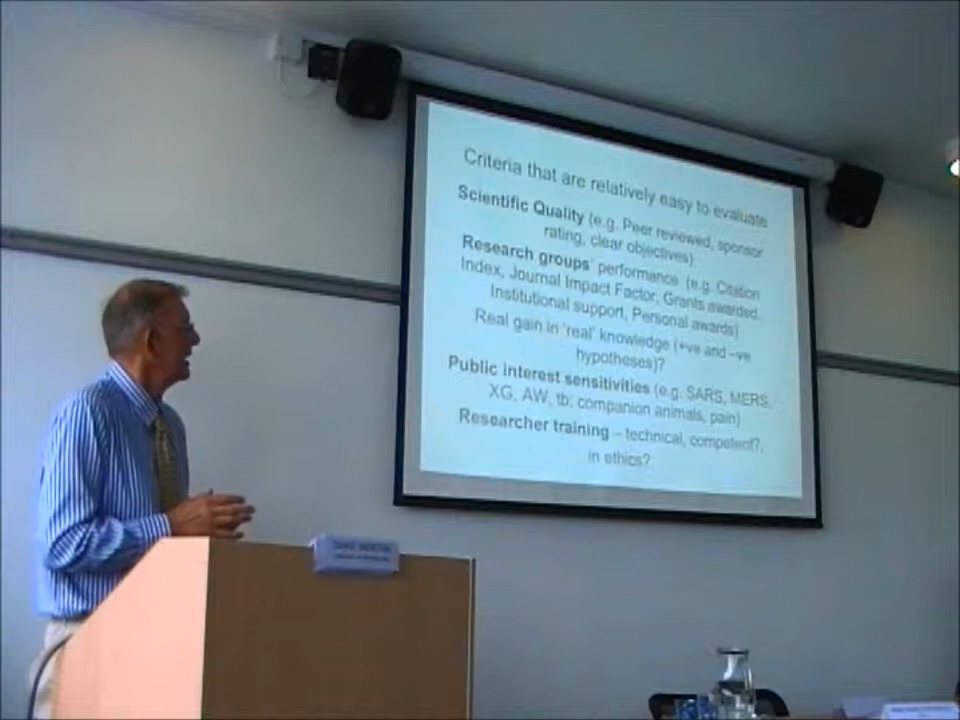 Criteria that are relatively easy to evaluate
Scientific Quality (e.g. Peer reviewed, sponsor
rating, clear objectives)
Research groups' performance (e.g. Citation
Index, Journal Impact Factor, Grants awarded,
Institutional support, Personal awards)
Real gain in 'real' knowledge (+ve and –ve
hypotheses)?
Public interest sensitivities (e.g. SARS, MERS,
XG, AW, tb; companion animals, pain)
Researcher training – technical, competent?,
in ethics?